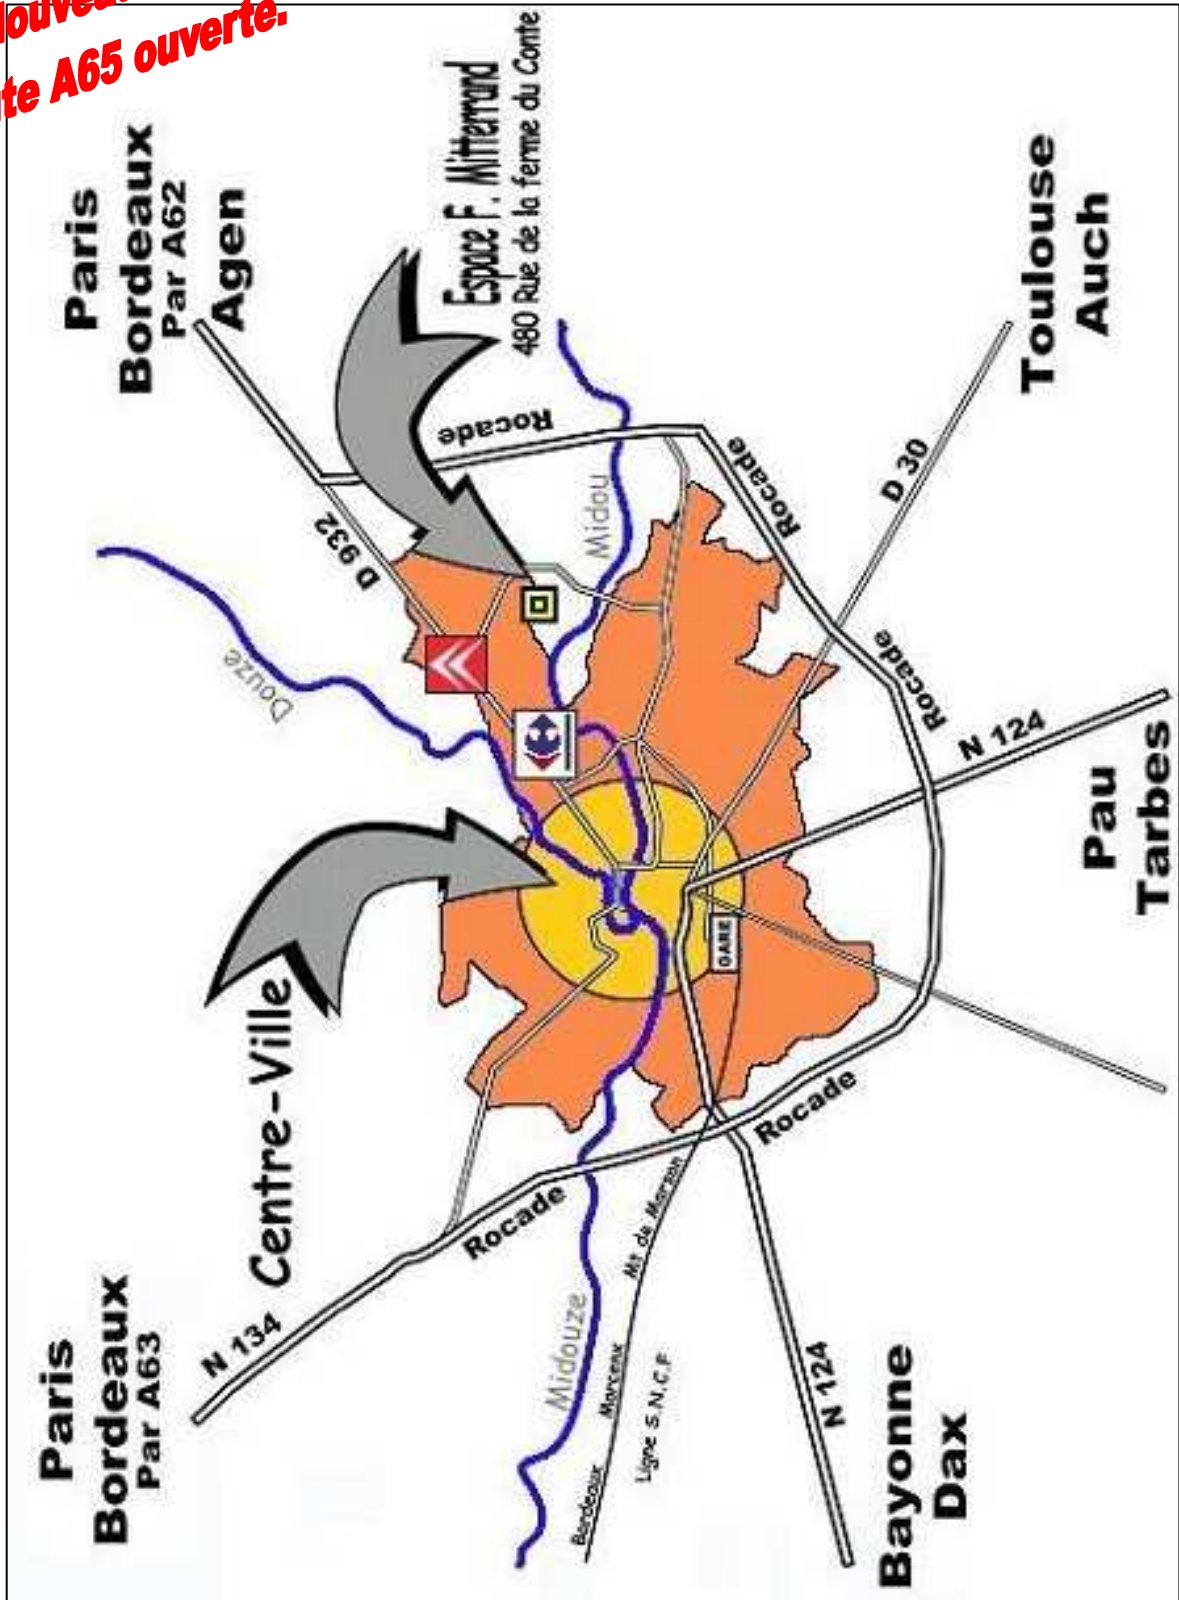 A65 ouverte.
Paris
Bordeaux
Par A63
N 134
Centre-Ville
Paris
Bordeaux
Par A62
Agen
D 932
Douze
Espace F. Mitterrand
480 Rue de la ferme du Conte
Rocade
Midou
Rocade
D 30
Toulouse
Auch
Rocade
N 124
Pau
Tarbes
GARE
Rocade
Rocade
Midouze
Bordeaux
Morcenx
Mt de Marsan
Ligne S.N.C.F
N 124
Bayonne
Dax